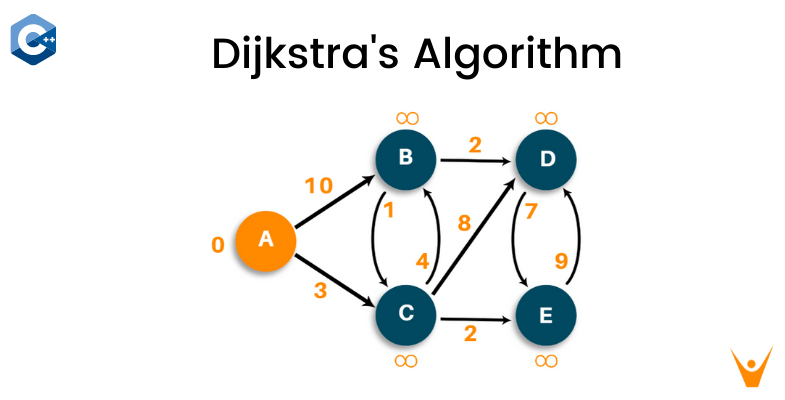 C++
Dijkstra's Algorithm
∞ ∞
B 2 D
10 1 7
0 A 8
4 9
3
C E
2
∞ ∞